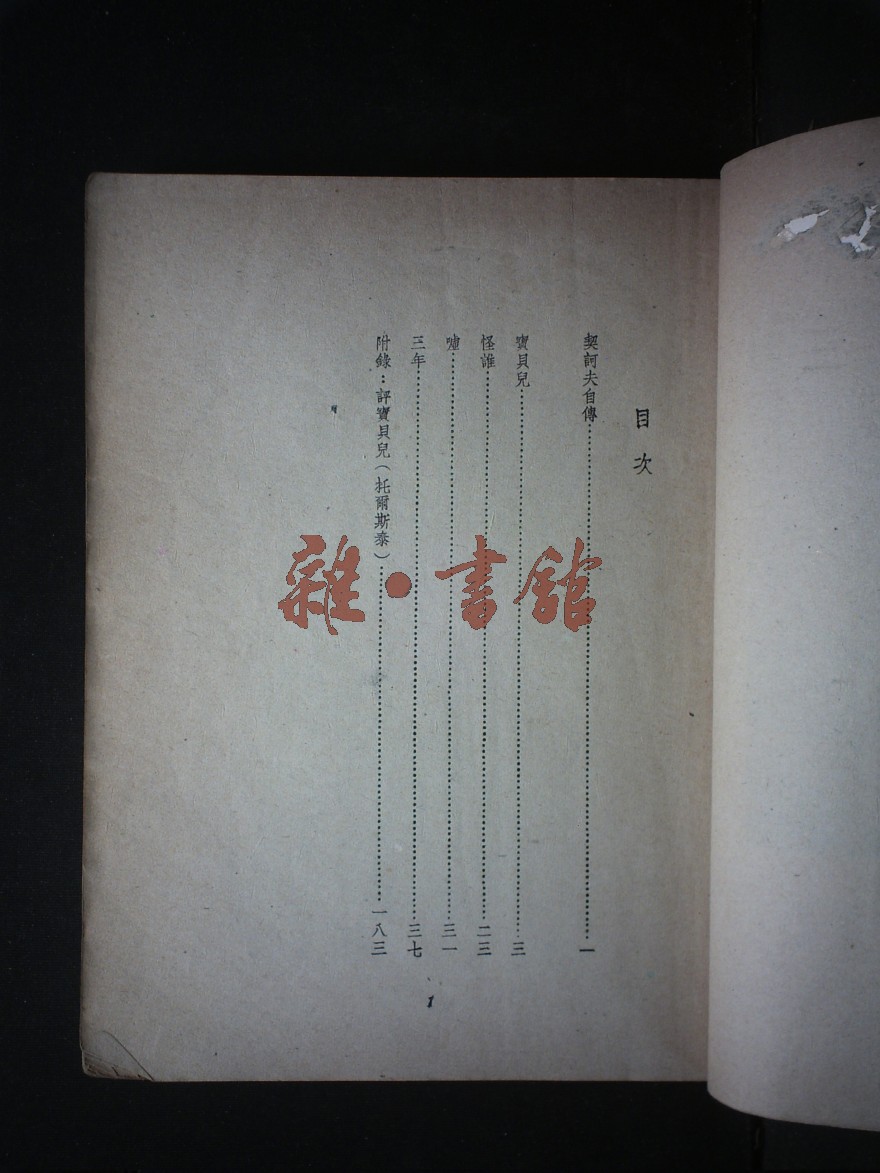 目次
契訶夫自傳……一
寶貝兒……三
怪誰……二三
噓……三一
三年……三七
附錄：評寶貝兒（托爾斯泰）……一八三
1
雜·書館